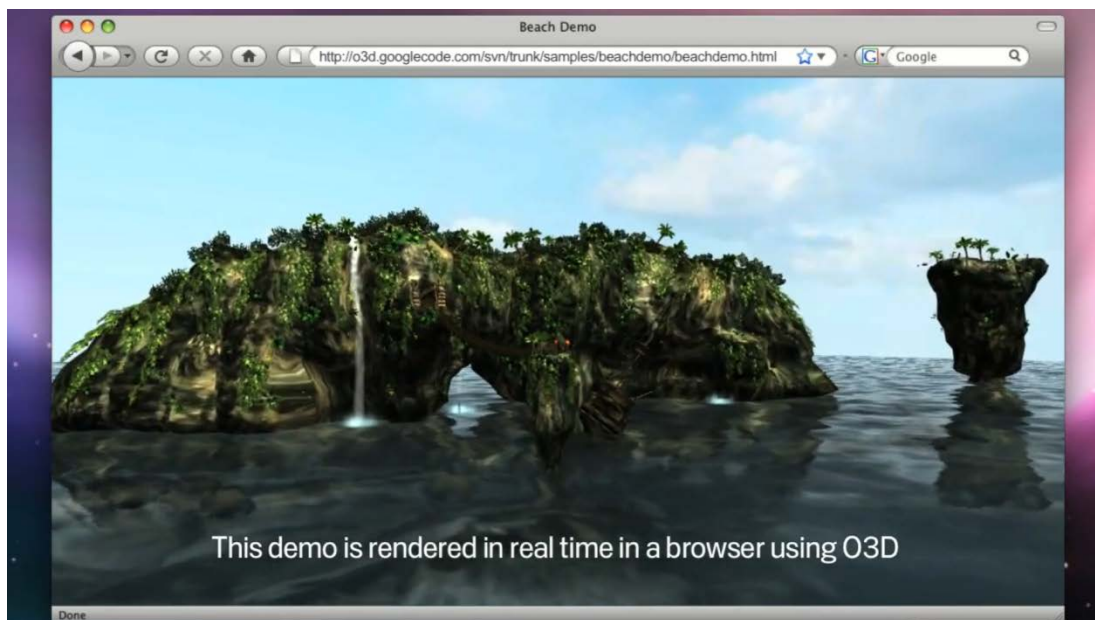 Beach Demo
http://o3d.googlecode.com/svn/trunk/samples/beachdemo/beachdemo.html
G Google
This demo is rendered in real time in a browser using O3D
Done